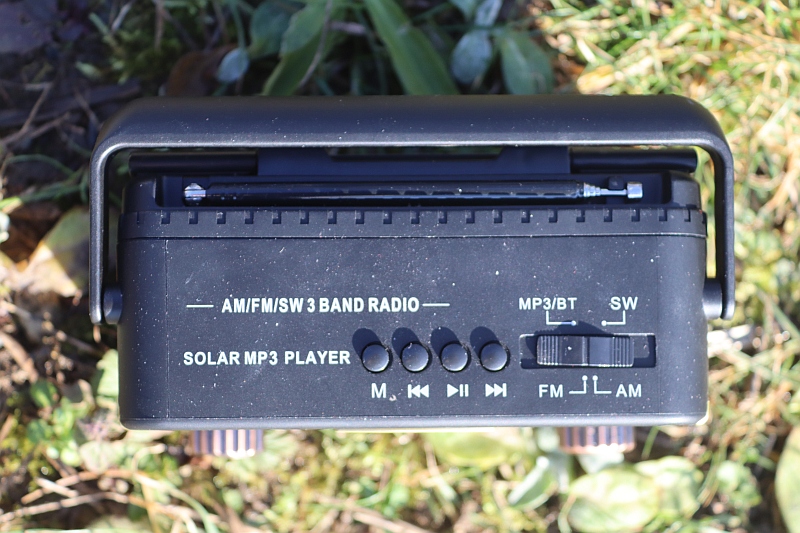 AM/FM/SW 3 BAND RADIO
MP3/BT SW
SOLAR MP3 PLAYER
M
FM AM